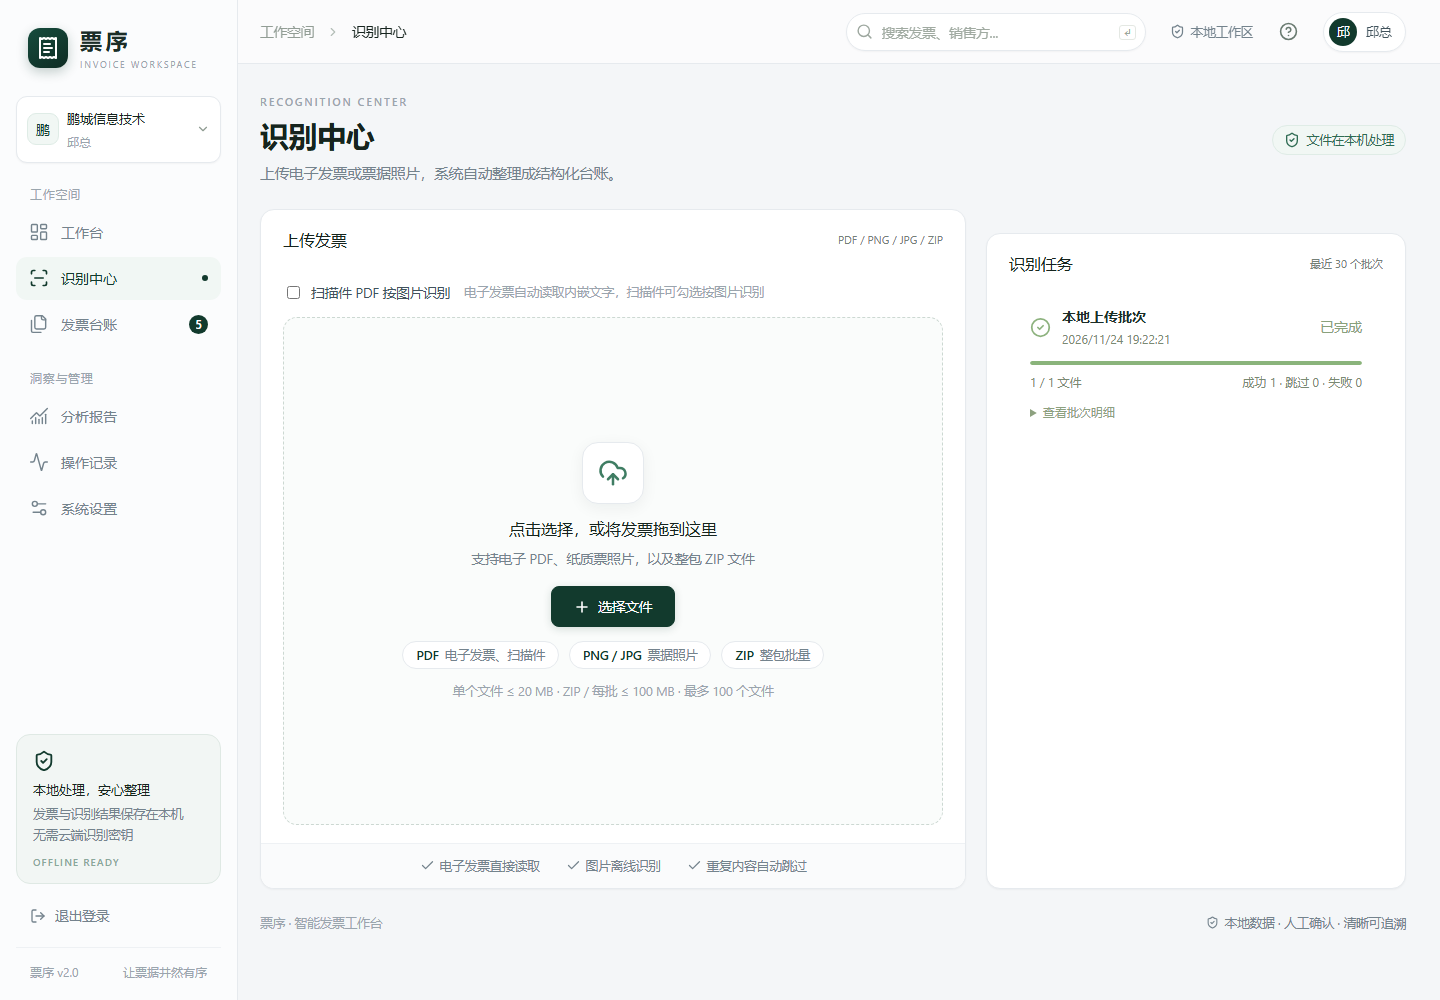 票序
INVOICE WORKSPACE
鹏
鹏城信息技术
邱总
工作空间
工作台
识别中心
发票台账
5
洞察与管理
分析报告
操作记录
系统设置
本地处理，安心整理
发票与识别结果保存在本机
无需云端识别密钥
OFFLINE READY
退出登录
票序 v2.0
让票据井然有序
工作空间
识别中心
搜索发票、销售方...
本地工作区
邱
邱总
RECOGNITION CENTER
识别中心
上传电子发票或票据照片，系统自动整理成结构化台账。
文件在本机处理
上传发票
PDF / PNG / JPG / ZIP
扫描件 PDF 按图片识别
电子发票自动读取内嵌文字，扫描件可勾选按图片识别
点击选择，或将发票拖到这里
支持电子 PDF、纸质票照片，以及整包 ZIP 文件
选择文件
PDF 电子发票、扫描件
PNG / JPG 票据照片
ZIP 整包批量
单个文件 ≤ 20 MB · ZIP / 每批 ≤ 100 MB · 最多 100 个文件
电子发票直接读取
图片离线识别
重复内容自动跳过
识别任务
最近 30 个批次
本地上传批次
2026/11/24 19:22:21
已完成
1 / 1 文件
成功 1 · 跳过 0 · 失败 0
查看批次明细
票序 · 智能发票工作台
本地数据 · 人工确认 · 清晰可追溯